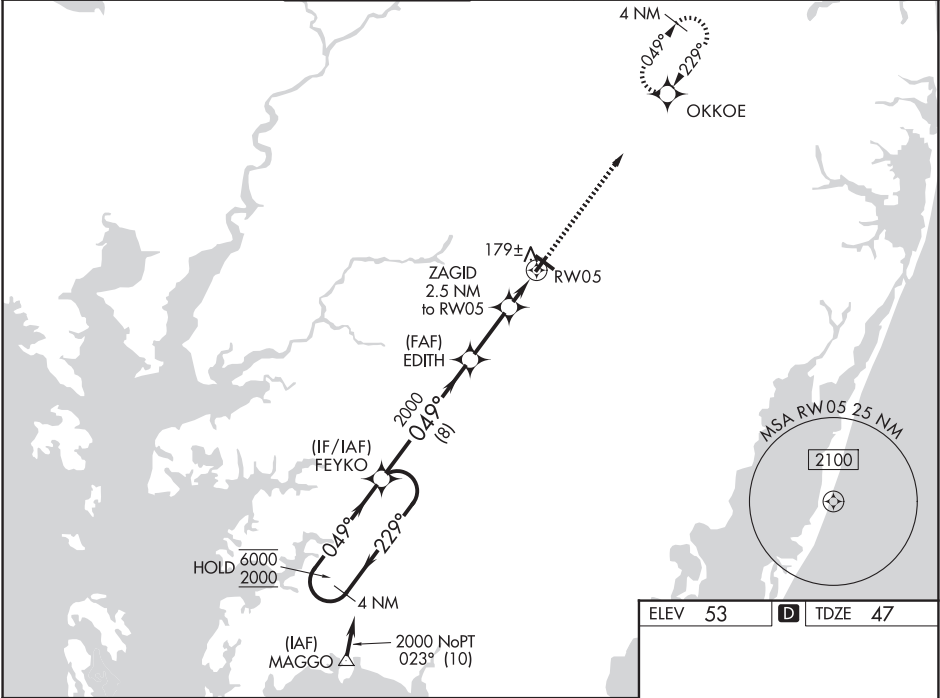 4 NM
049°
229°
OKKOE
179±
RW05
ZAGID
2.5 NM
to RW05
(FAF)
EDITH
2000
049°
(8)
(IF/IAF)
FEYKO
MSA RW05 25 NM
2100
049°
229°
HOLD 6000
2000
4 NM
(IAF)
MAGGO
2000 NoPT
023° (10)
ELEV 53 D TDZE 47